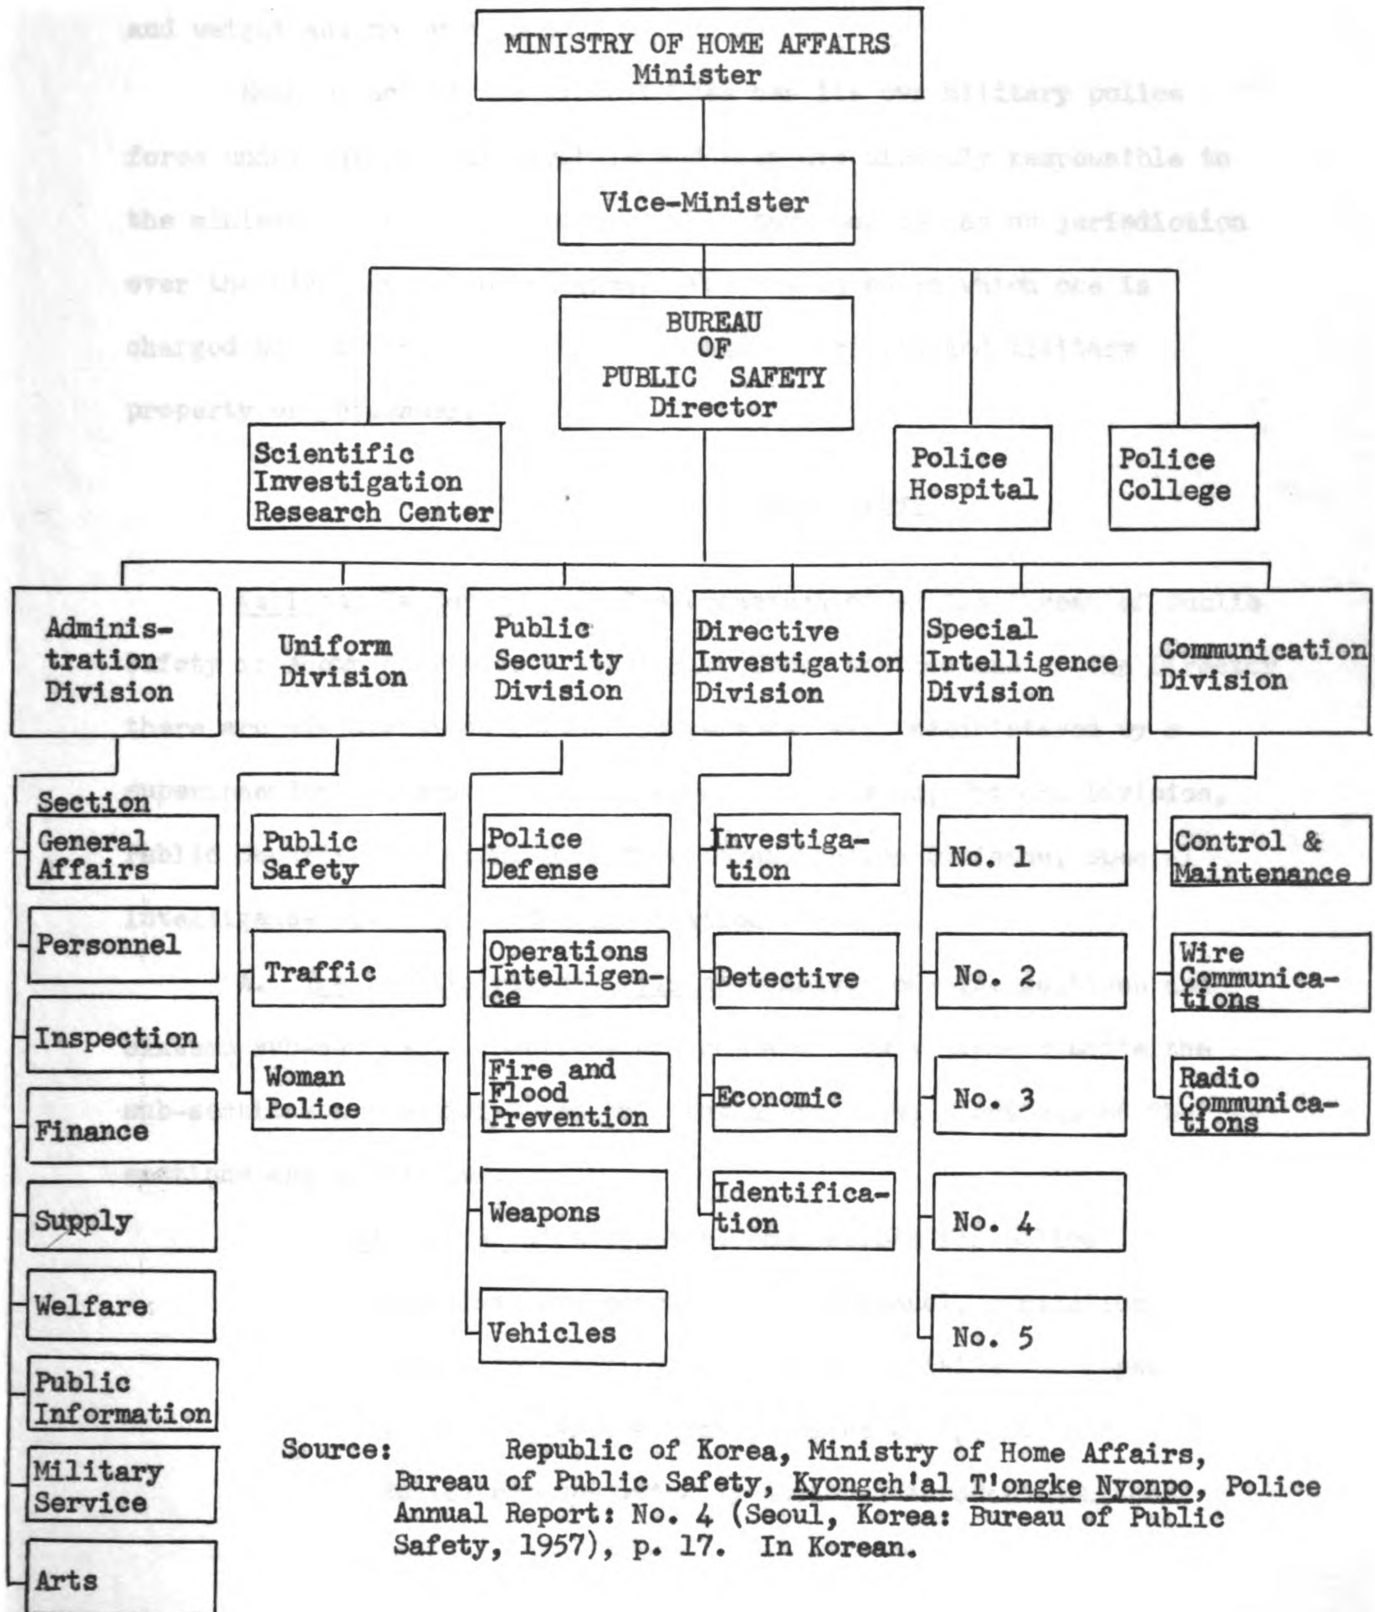 MINISTRY OF HOME AFFAIRS
Minister
Vice-Minister
BUREAU
OF
PUBLIC SAFETY
Director
Scientific
Investigation
Research Center
Police
Hospital
Police
College
Adminis-
tration
Division
Uniform
Division
Public
Security
Division
Directive
Investigation
Division
Special
Intelligence
Division
Communication
Division
Section
General
Affairs
Personnel
Inspection
Finance
Supply
Welfare
Public
Information
Military
Service
Arts
Public
Safety
Traffic
Woman
Police
Police
Defense
Operations
Intelligen-
ce
Fire and
Flood
Prevention
Weapons
Vehicles
Investiga-
tion
Detective
Economic
Identifica-
tion
No. 1
No. 2
No. 3
No. 4
No. 5
Control &
Maintenance
Wire
Communica-
tions
Radio
Communica-
tions
Source: Republic of Korea, Ministry of Home Affairs,
Bureau of Public Safety, Kyongch'al T'ongke Nyonpo, Police
Annual Report: No. 4 (Seoul, Korea: Bureau of Public
Safety, 1957), p. 17. In Korean.